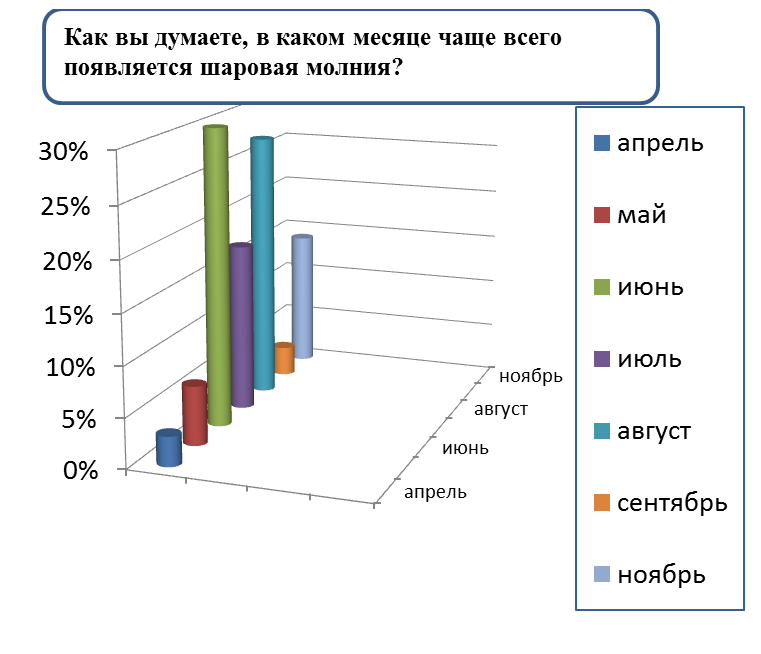 Как вы думаете, в каком месяце чаще всего
появляется шаровая молния?
30%
25%
20%
15%
10%
5%
0%
ноябрь
август
июнь
апрель
апрель
май
июнь
июль
август
сентябрь
ноябрь